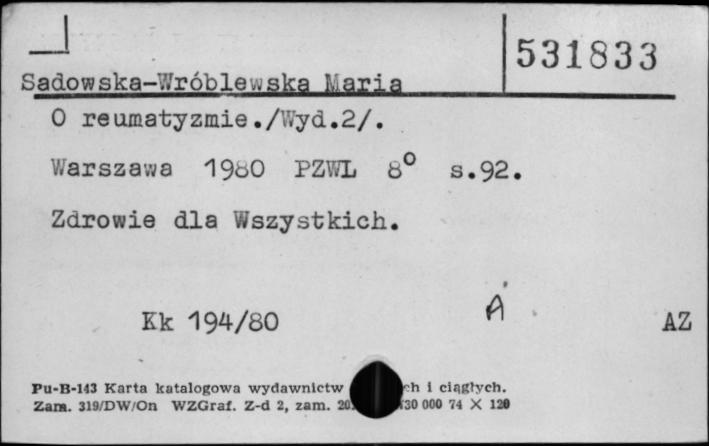 531833
Sadowska-Wróblewska Maria
O reumatyzmie./Wyd.2/.
Warszawa 1980 PZWL 8° s.92.
Zdrowie dla Wszystkich.
Kk 194/80 A AZ
Pu-B-143 Karta katalogowa wydawnictw i ciągłych.
Zam. 319/DW/On WZGraf. Z-d 2, zam. 30 000 74 X 120